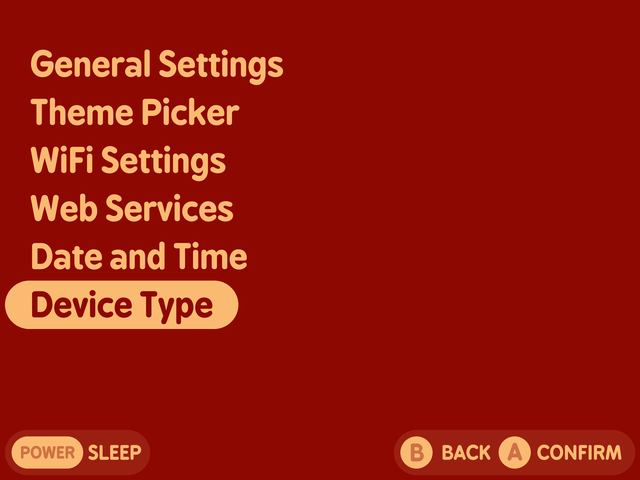 General Settings
Theme Picker
WiFi Settings
Web Services
Date and Time
Device Type
POWER SLEEP B BACK A CONFIRM